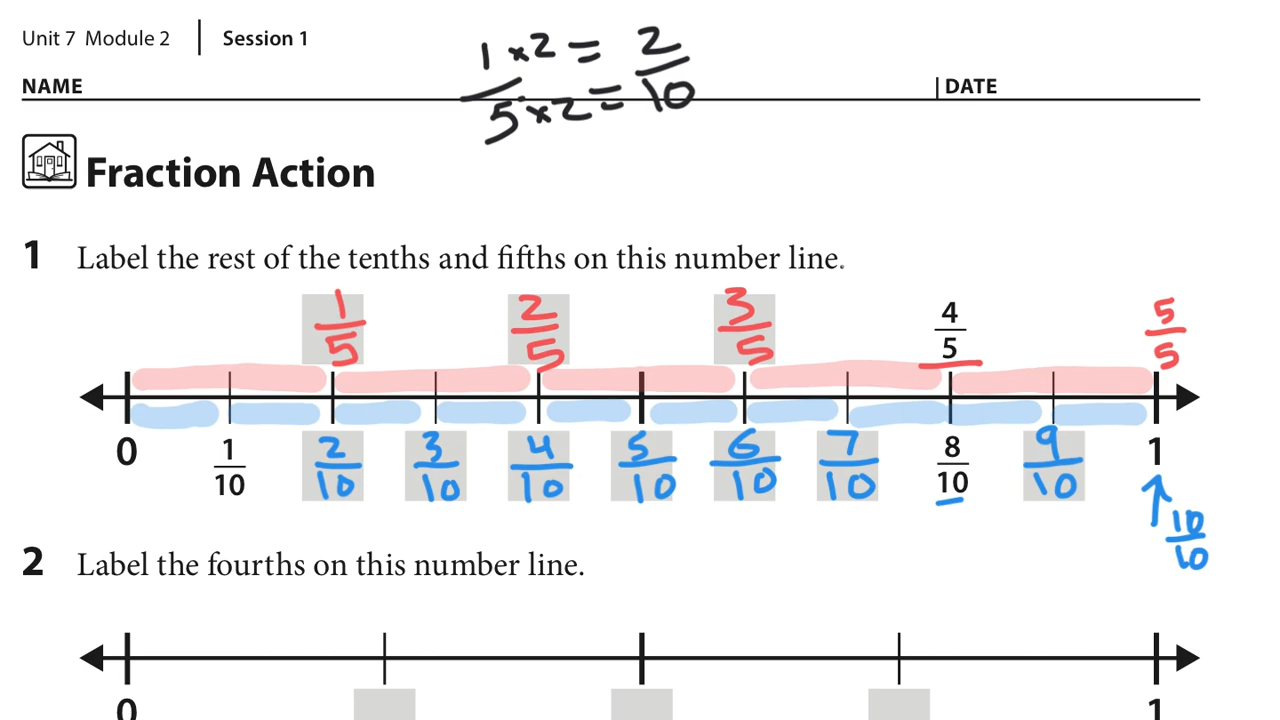 Unit 7 Module 2 | Session 1
1 × 2 = 2
5 × 2 = 10
NAME | DATE
Fraction Action
1 Label the rest of the tenths and fifths on this number line.
1/5 2/5 3/5 4/5 5/5
0 1/10 2/10 3/10 4/10 5/10 6/10 7/10 8/10 9/10 1
10/10
2 Label the fourths on this number line.
0 1